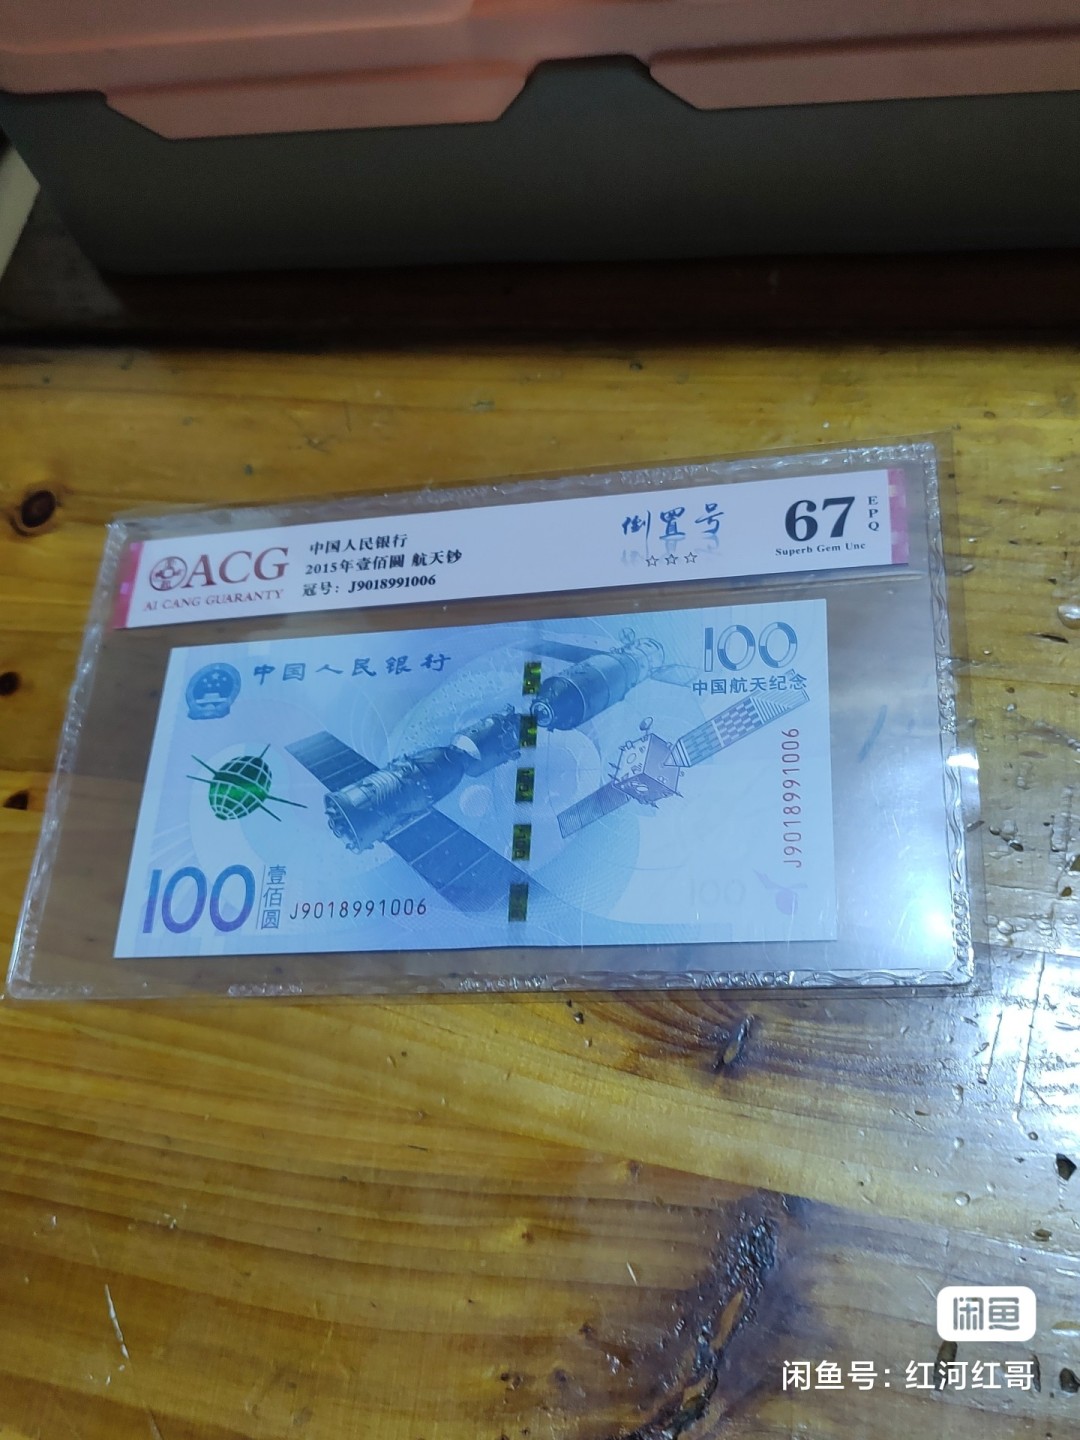 ACG
AI CANG GUARANTY
中国人民银行
2015年壹佰圆 航天钞
冠号：J9018991006
倒置号
☆☆☆
67
EPQ
Superb Gem Unc
中国人民银行
100
中国航天纪念
J9018991006
100
壹佰圆
J9018991006
ACGACG
闲鱼
闲鱼号：红河红哥